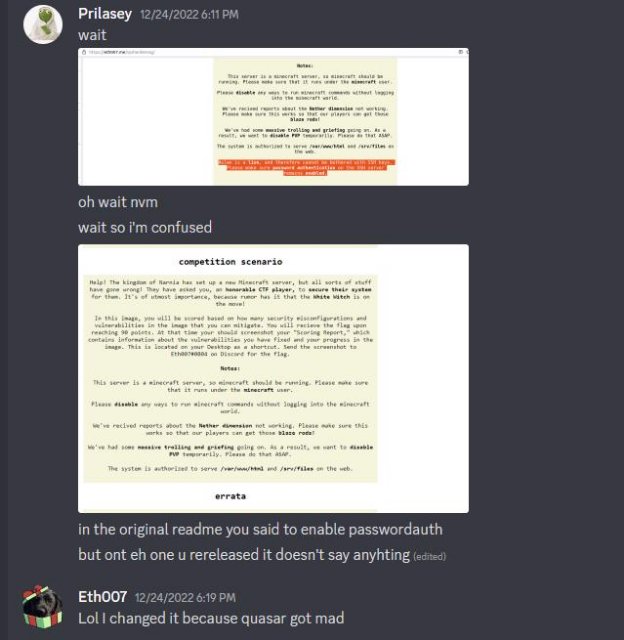 Prilasey 12/24/2022 6:11 PM
wait
Notes:
This server is a minecraft server, so minecraft should be
running. Please make sure that it runs under the minecraft user.
Please disable any ways to run minecraft commands without logging
into the minecraft world.
We've recived reports about the Nether dimension not working.
Please make sure this works so that our players can get those
blaze rods!
We've had some massive trolling and griefing going on. As a
result, we want to disable PVP temporarily. Please do that ASAP.
The system is authorized to serve /var/www/html and /srv/files on
the web.
Aslan is a lion, and therefore cannot be bothered with SSH keys.
Please make sure password authentication on the SSH server
remains enabled.
oh wait nvm
wait so i'm confused
competition scenario
Help! The kingdom of Narnia has set up a new Minecraft server, but all sorts of stuff
have gone wrong! They have asked you, an honorable CTF player, to secure their system
for them. It's of utmost importance, because rumor has it that the White Witch is on
the move!
In this image, you will be scored based on how many security misconfigurations and
vulnerabilities in the image that you can mitigate. You will recieve the flag upon
reaching 90 points. At that time your should screenshot your "Scoring Report," which
contains information about the vulnerabilities you have fixed and your progress in the
image. This is located on your Desktop as a shortcut. Send the screenshot to
Eth007#0004 on Discord for the flag.
Notes:
This server is a minecraft server, so minecraft should be running. Please make sure
that it runs under the minecraft user.
Please disable any ways to run minecraft commands without logging into the minecraft
world.
We've recived reports about the Nether dimension not working. Please make sure this
works so that our players can get those blaze rods!
We've had some massive trolling and griefing going on. As a result, we want to disable
PVP temporarily. Please do that ASAP.
The system is authorized to serve /var/www/html and /srv/files on the web.
errata
in the original readme you said to enable passwordauth
but ont eh one u rereleased it doesn't say anyhting (edited)
Eth007 12/24/2022 6:19 PM
Lol I changed it because quasar got mad